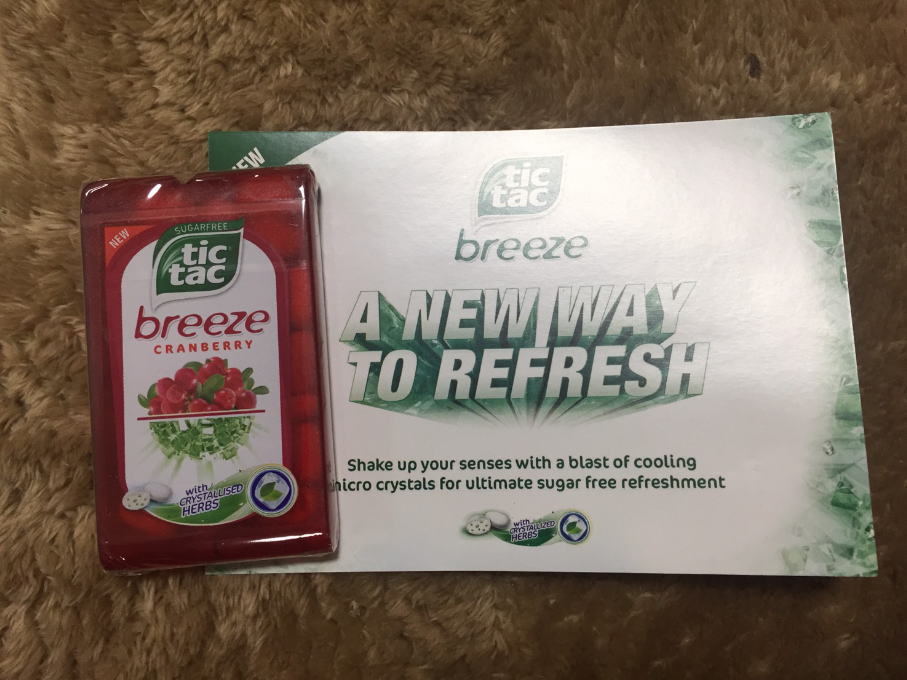 NEW
SUGARFREE
tic
tac
breeze
CRANBERRY
with
CRYSTALLISED
HERBS
NEW
tic
tac
breeze
A NEW WAY
TO REFRESH
Shake up your senses with a blast of cooling
micro crystals for ultimate sugar free refreshment
with
CRYSTALLIZED
HERBS